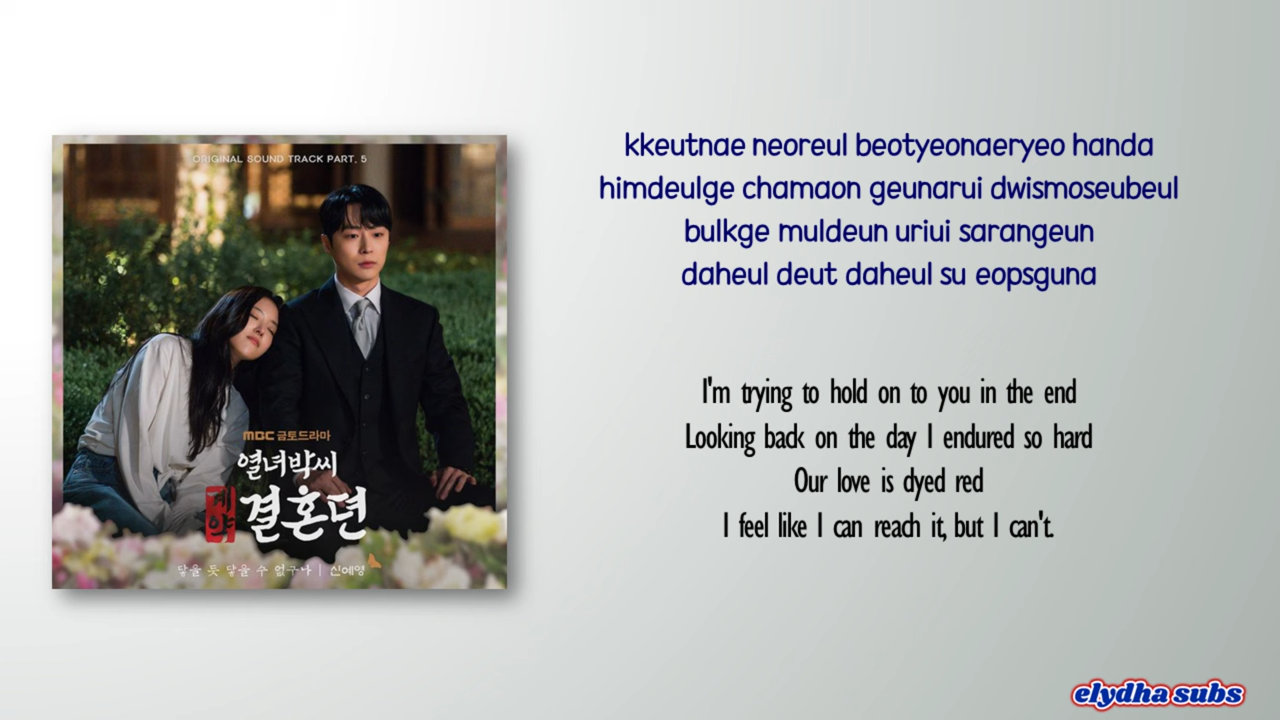 ORIGINAL SOUND TRACK PART. 5
MBC 금토드라마
열녀박씨
계약
결혼뎐
닿을 듯 닿을 수 없구나 | 신예영
kkeutnae neoreul beotyeonaeryeo handa
himdeulge chamaon geunarui dwismoseubeul
bulkge muldeun uriui sarangeun
daheul deut daheul su eopsguna
I'm trying to hold on to you in the end
Looking back on the day I endured so hard
Our love is dyed red
I feel like I can reach it, but I can't.
elydha subs